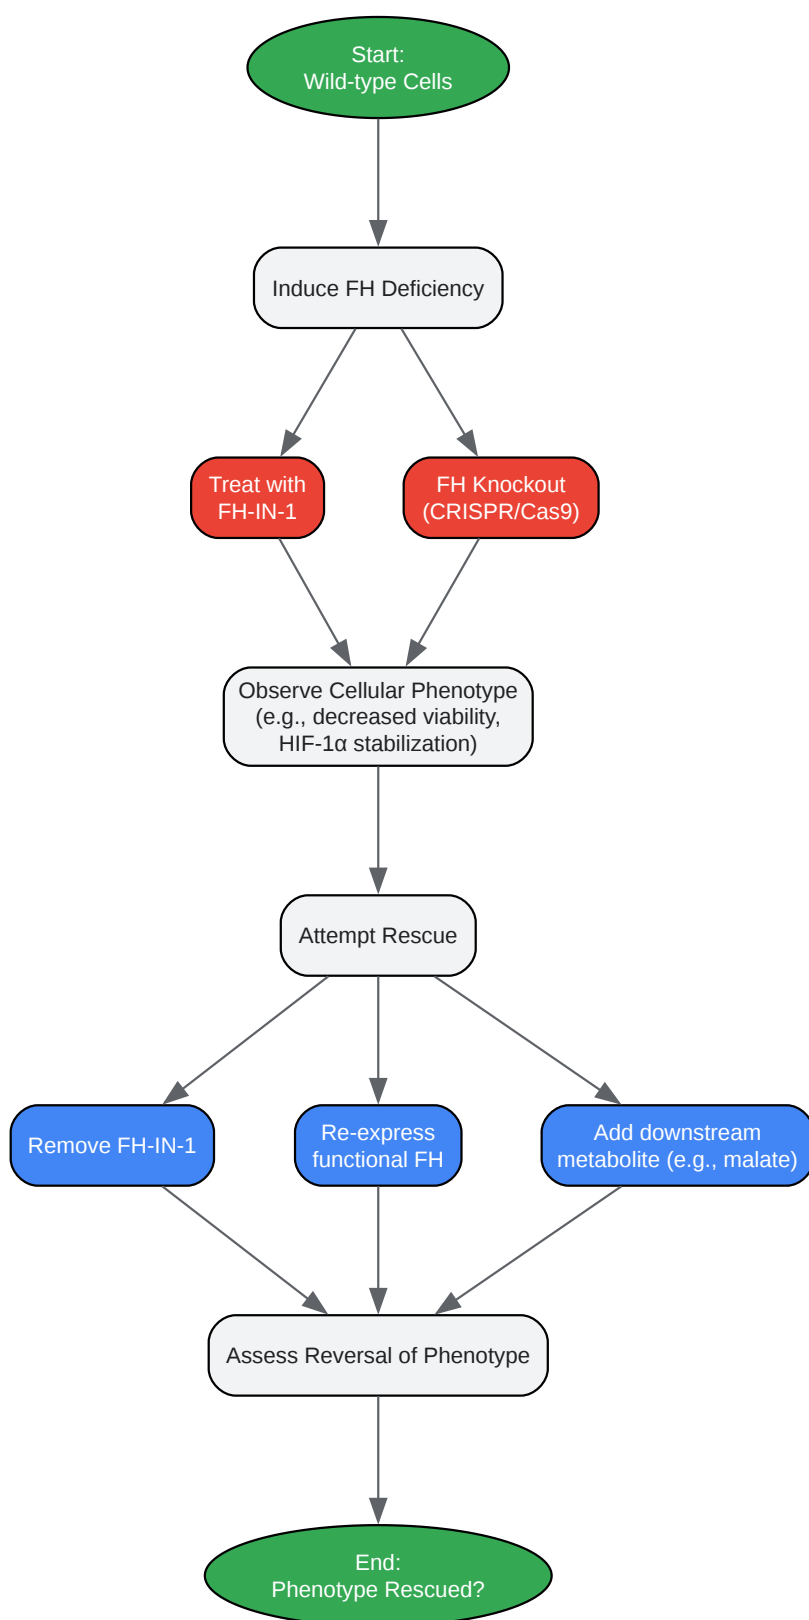 Start:
Wild-type Cells
Induce FH Deficiency
Treat with
FH-IN-1
FH Knockout
(CRISPR/Cas9)
Observe Cellular Phenotype
(e.g., decreased viability,
HIF-1α stabilization)
Attempt Rescue
Remove FH-IN-1
Re-express
functional FH
Add downstream
metabolite (e.g., malate)
Assess Reversal of Phenotype
End:
Phenotype Rescued?